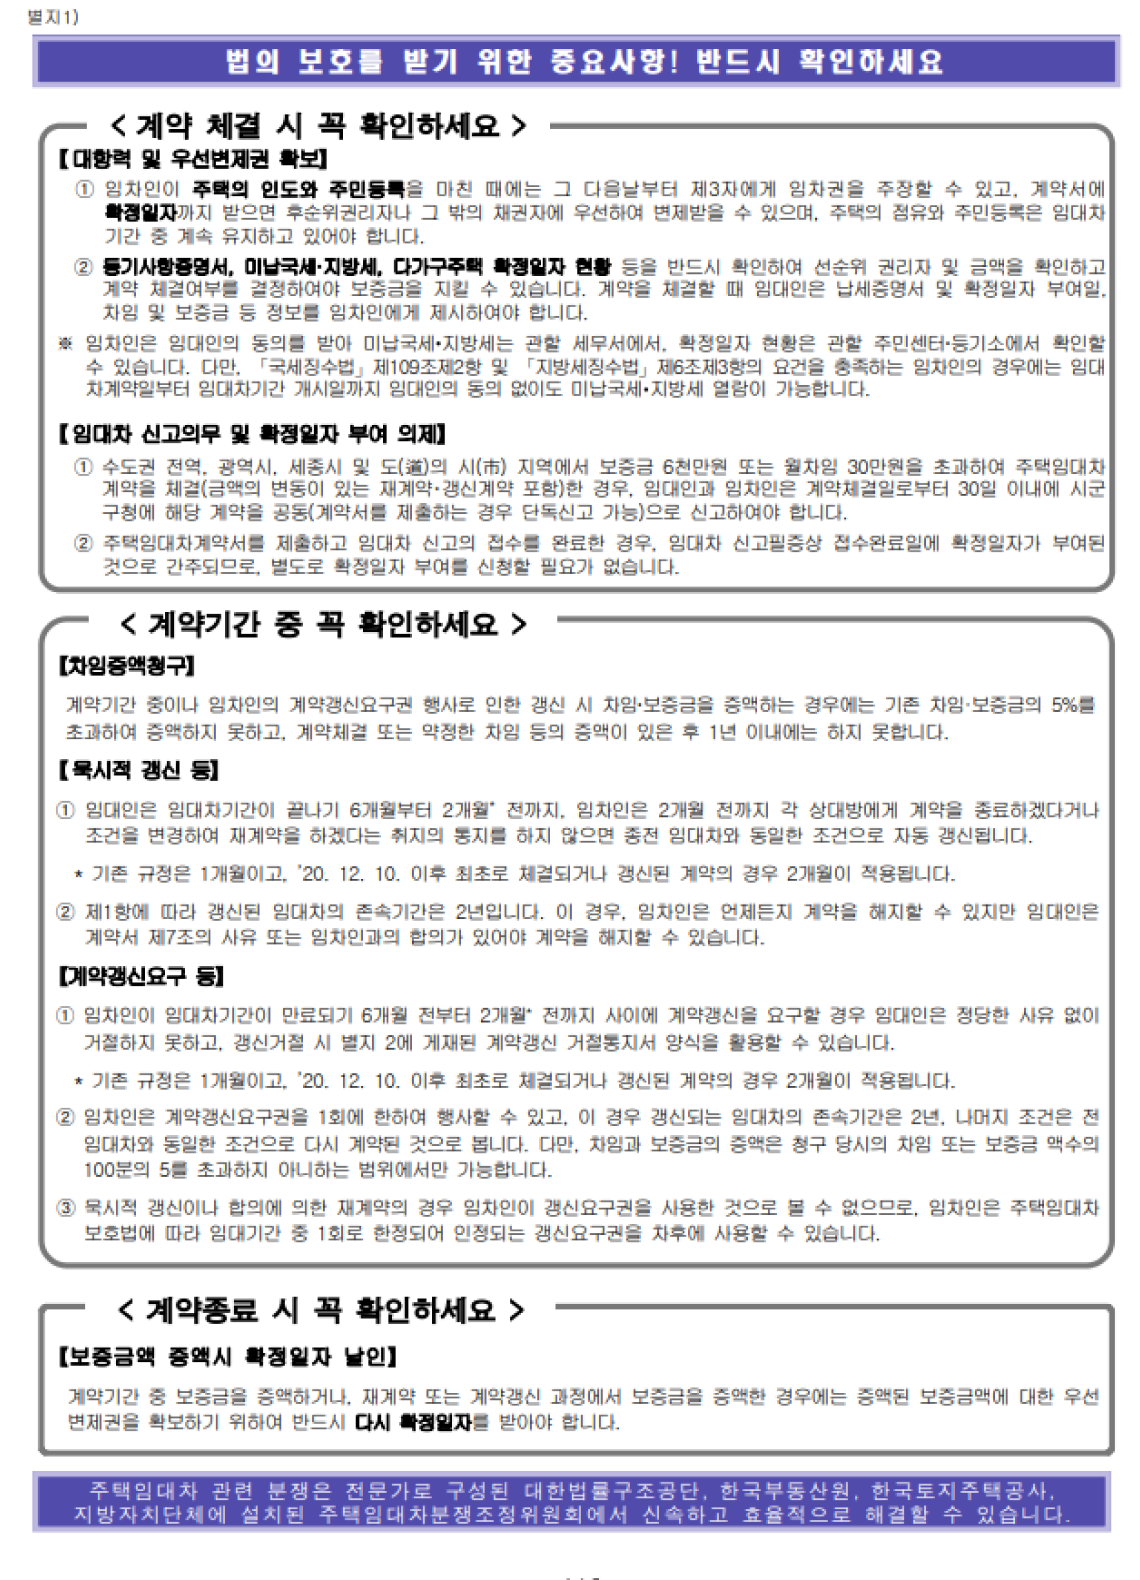 별지1)
법의 보호를 받기 위한 중요사항! 반드시 확인하세요
< 계약 체결 시 꼭 확인하세요 >
【대항력 및 우선변제권 확보】
① 임차인이 주택의 인도와 주민등록을 마친 때에는 그 다음날부터 제3자에게 임차권을 주장할 수 있고, 계약서에
확정일자까지 받으면 후순위권리자나 그 밖의 채권자에 우선하여 변제받을 수 있으며, 주택의 점유와 주민등록은 임대차
기간 중 계속 유지하고 있어야 합니다.
② 등기사항증명서, 미납국세·지방세, 다가구주택 확정일자 현황 등을 반드시 확인하여 선순위 권리자 및 금액을 확인하고
계약 체결여부를 결정하여야 보증금을 지킬 수 있습니다. 계약을 체결할 때 임대인은 납세증명서 및 확정일자 부여일,
차임 및 보증금 등 정보를 임차인에게 제시하여야 합니다.
※ 임차인은 임대인의 동의를 받아 미납국세•지방세는 관할 세무서에서, 확정일자 현황은 관할 주민센터·등기소에서 확인할
수 있습니다. 다만, 「국세징수법」제109조제2항 및 「지방세징수법」제6조제3항의 요건을 충족하는 임차인의 경우에는 임대
차계약일부터 임대차기간 개시일까지 임대인의 동의 없이도 미납국세•지방세 열람이 가능합니다.
【임대차 신고의무 및 확정일자 부여 의제】
① 수도권 전역, 광역시, 세종시 및 도(道)의 시(市) 지역에서 보증금 6천만원 또는 월차임 30만원을 초과하여 주택임대차
계약을 체결(금액의 변동이 있는 재계약·갱신계약 포함)한 경우, 임대인과 임차인은 계약체결일로부터 30일 이내에 시군
구청에 해당 계약을 공동(계약서를 제출하는 경우 단독신고 가능)으로 신고하여야 합니다.
② 주택임대차계약서를 제출하고 임대차 신고의 접수를 완료한 경우, 임대차 신고필증상 접수완료일에 확정일자가 부여된
것으로 간주되므로, 별도로 확정일자 부여를 신청할 필요가 없습니다.
< 계약기간 중 꼭 확인하세요 >
【차임증액청구】
계약기간 중이나 임차인의 계약갱신요구권 행사로 인한 갱신 시 차임·보증금을 증액하는 경우에는 기존 차임·보증금의 5%를
초과하여 증액하지 못하고, 계약체결 또는 약정한 차임 등의 증액이 있은 후 1년 이내에는 하지 못합니다.
【묵시적 갱신 등】
① 임대인은 임대차기간이 끝나기 6개월부터 2개월* 전까지, 임차인은 2개월 전까지 각 상대방에게 계약을 종료하겠다거나
조건을 변경하여 재계약을 하겠다는 취지의 통지를 하지 않으면 종전 임대차와 동일한 조건으로 자동 갱신됩니다.
* 기존 규정은 1개월이고, '20. 12. 10. 이후 최초로 체결되거나 갱신된 계약의 경우 2개월이 적용됩니다.
② 제1항에 따라 갱신된 임대차의 존속기간은 2년입니다. 이 경우, 임차인은 언제든지 계약을 해지할 수 있지만 임대인은
계약서 제7조의 사유 또는 임차인과의 합의가 있어야 계약을 해지할 수 있습니다.
【계약갱신요구 등】
① 임차인이 임대차기간이 만료되기 6개월 전부터 2개월* 전까지 사이에 계약갱신을 요구할 경우 임대인은 정당한 사유 없이
거절하지 못하고, 갱신거절 시 별지 2에 게재된 계약갱신 거절통지서 양식을 활용할 수 있습니다.
* 기존 규정은 1개월이고, '20. 12. 10. 이후 최초로 체결되거나 갱신된 계약의 경우 2개월이 적용됩니다.
② 임차인은 계약갱신요구권을 1회에 한하여 행사할 수 있고, 이 경우 갱신되는 임대차의 존속기간은 2년, 나머지 조건은 전
임대차와 동일한 조건으로 다시 계약된 것으로 봅니다. 다만, 차임과 보증금의 증액은 청구 당시의 차임 또는 보증금 액수의
100분의 5를 초과하지 아니하는 범위에서만 가능합니다.
③ 묵시적 갱신이나 합의에 의한 재계약의 경우 임차인이 갱신요구권을 사용한 것으로 볼 수 없으므로, 임차인은 주택임대차
보호법에 따라 임대기간 중 1회로 한정되어 인정되는 갱신요구권을 차후에 사용할 수 있습니다.
< 계약종료 시 꼭 확인하세요 >
【보증금액 증액시 확정일자 날인】
계약기간 중 보증금을 증액하거나, 재계약 또는 계약갱신 과정에서 보증금을 증액한 경우에는 증액된 보증금액에 대한 우선
변제권을 확보하기 위하여 반드시 다시 확정일자를 받아야 합니다.
주택임대차 관련 분쟁은 전문가로 구성된 대한법률구조공단, 한국부동산원, 한국토지주택공사,
지방자치단체에 설치된 주택임대차분쟁조정위원회에서 신속하고 효율적으로 해결할 수 있습니다.